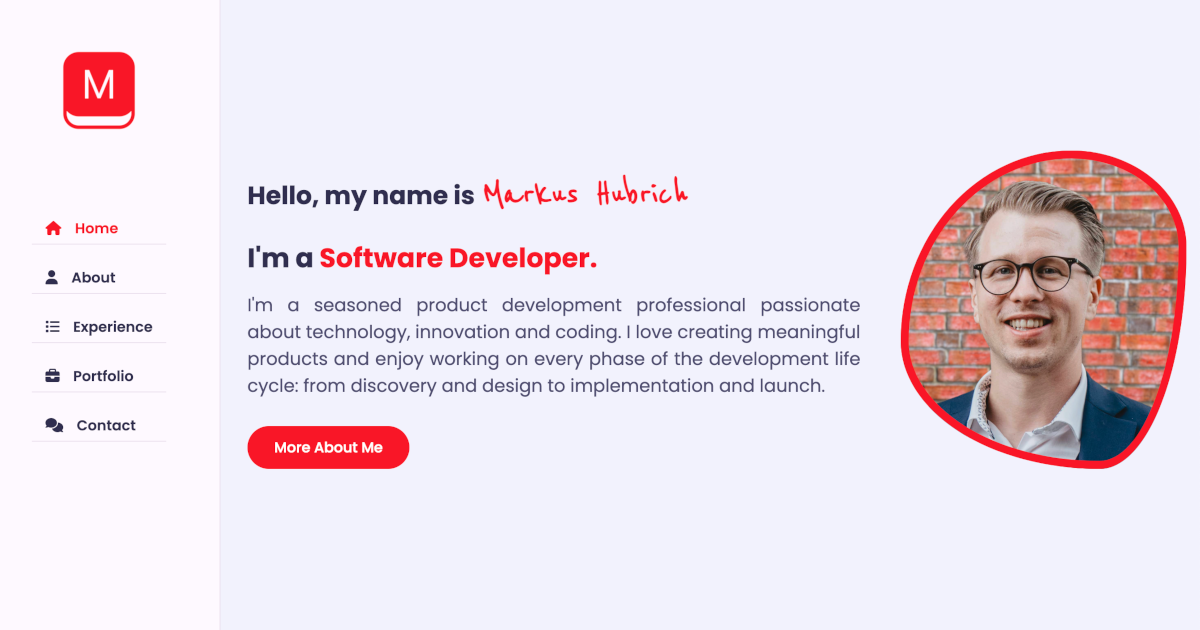 M
Home
About
Experience
Portfolio
Contact
Hello, my name is Markus Hubrich
I'm a Software Developer.
I'm a seasoned product development professional passionate
about technology, innovation and coding. I love creating meaningful
products and enjoy working on every phase of the development life
cycle: from discovery and design to implementation and launch.
More About Me